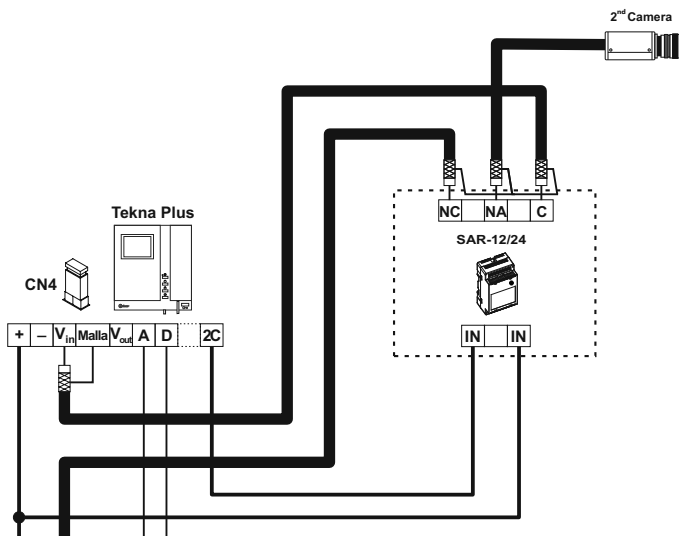 2nd Camera
NC NA C
SAR-12/24
Tekna Plus
CN4
+ – Vin Malla Vout A D 2C
IN IN